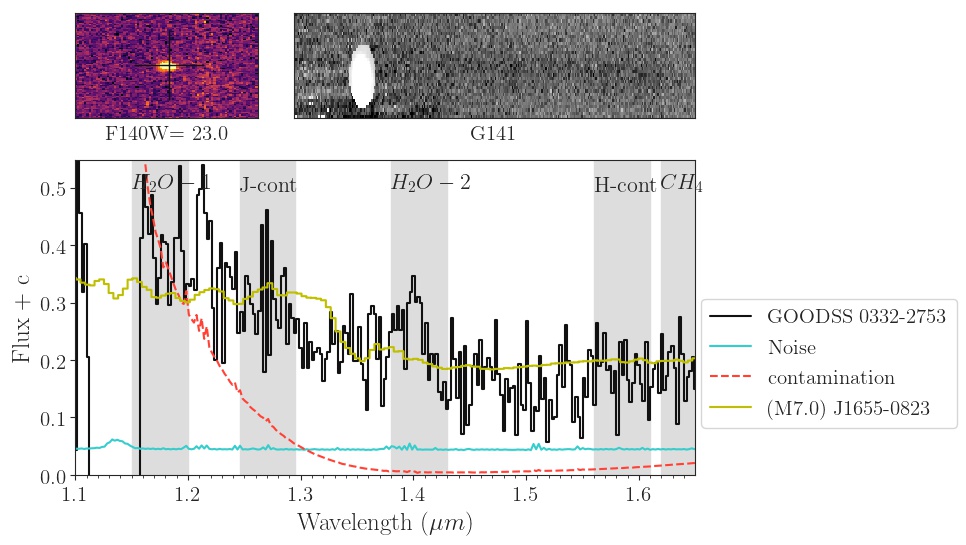 F140W= 23.0
G141
H₂O − 1
J-cont
H₂O − 2
H-cont
CH₄
0.5
0.4
0.3
0.2
0.1
0.0
Flux + c
1.1
1.2
1.3
1.4
1.5
1.6
Wavelength (μm)
GOODSS 0332-2753
Noise
contamination
(M7.0) J1655-0823